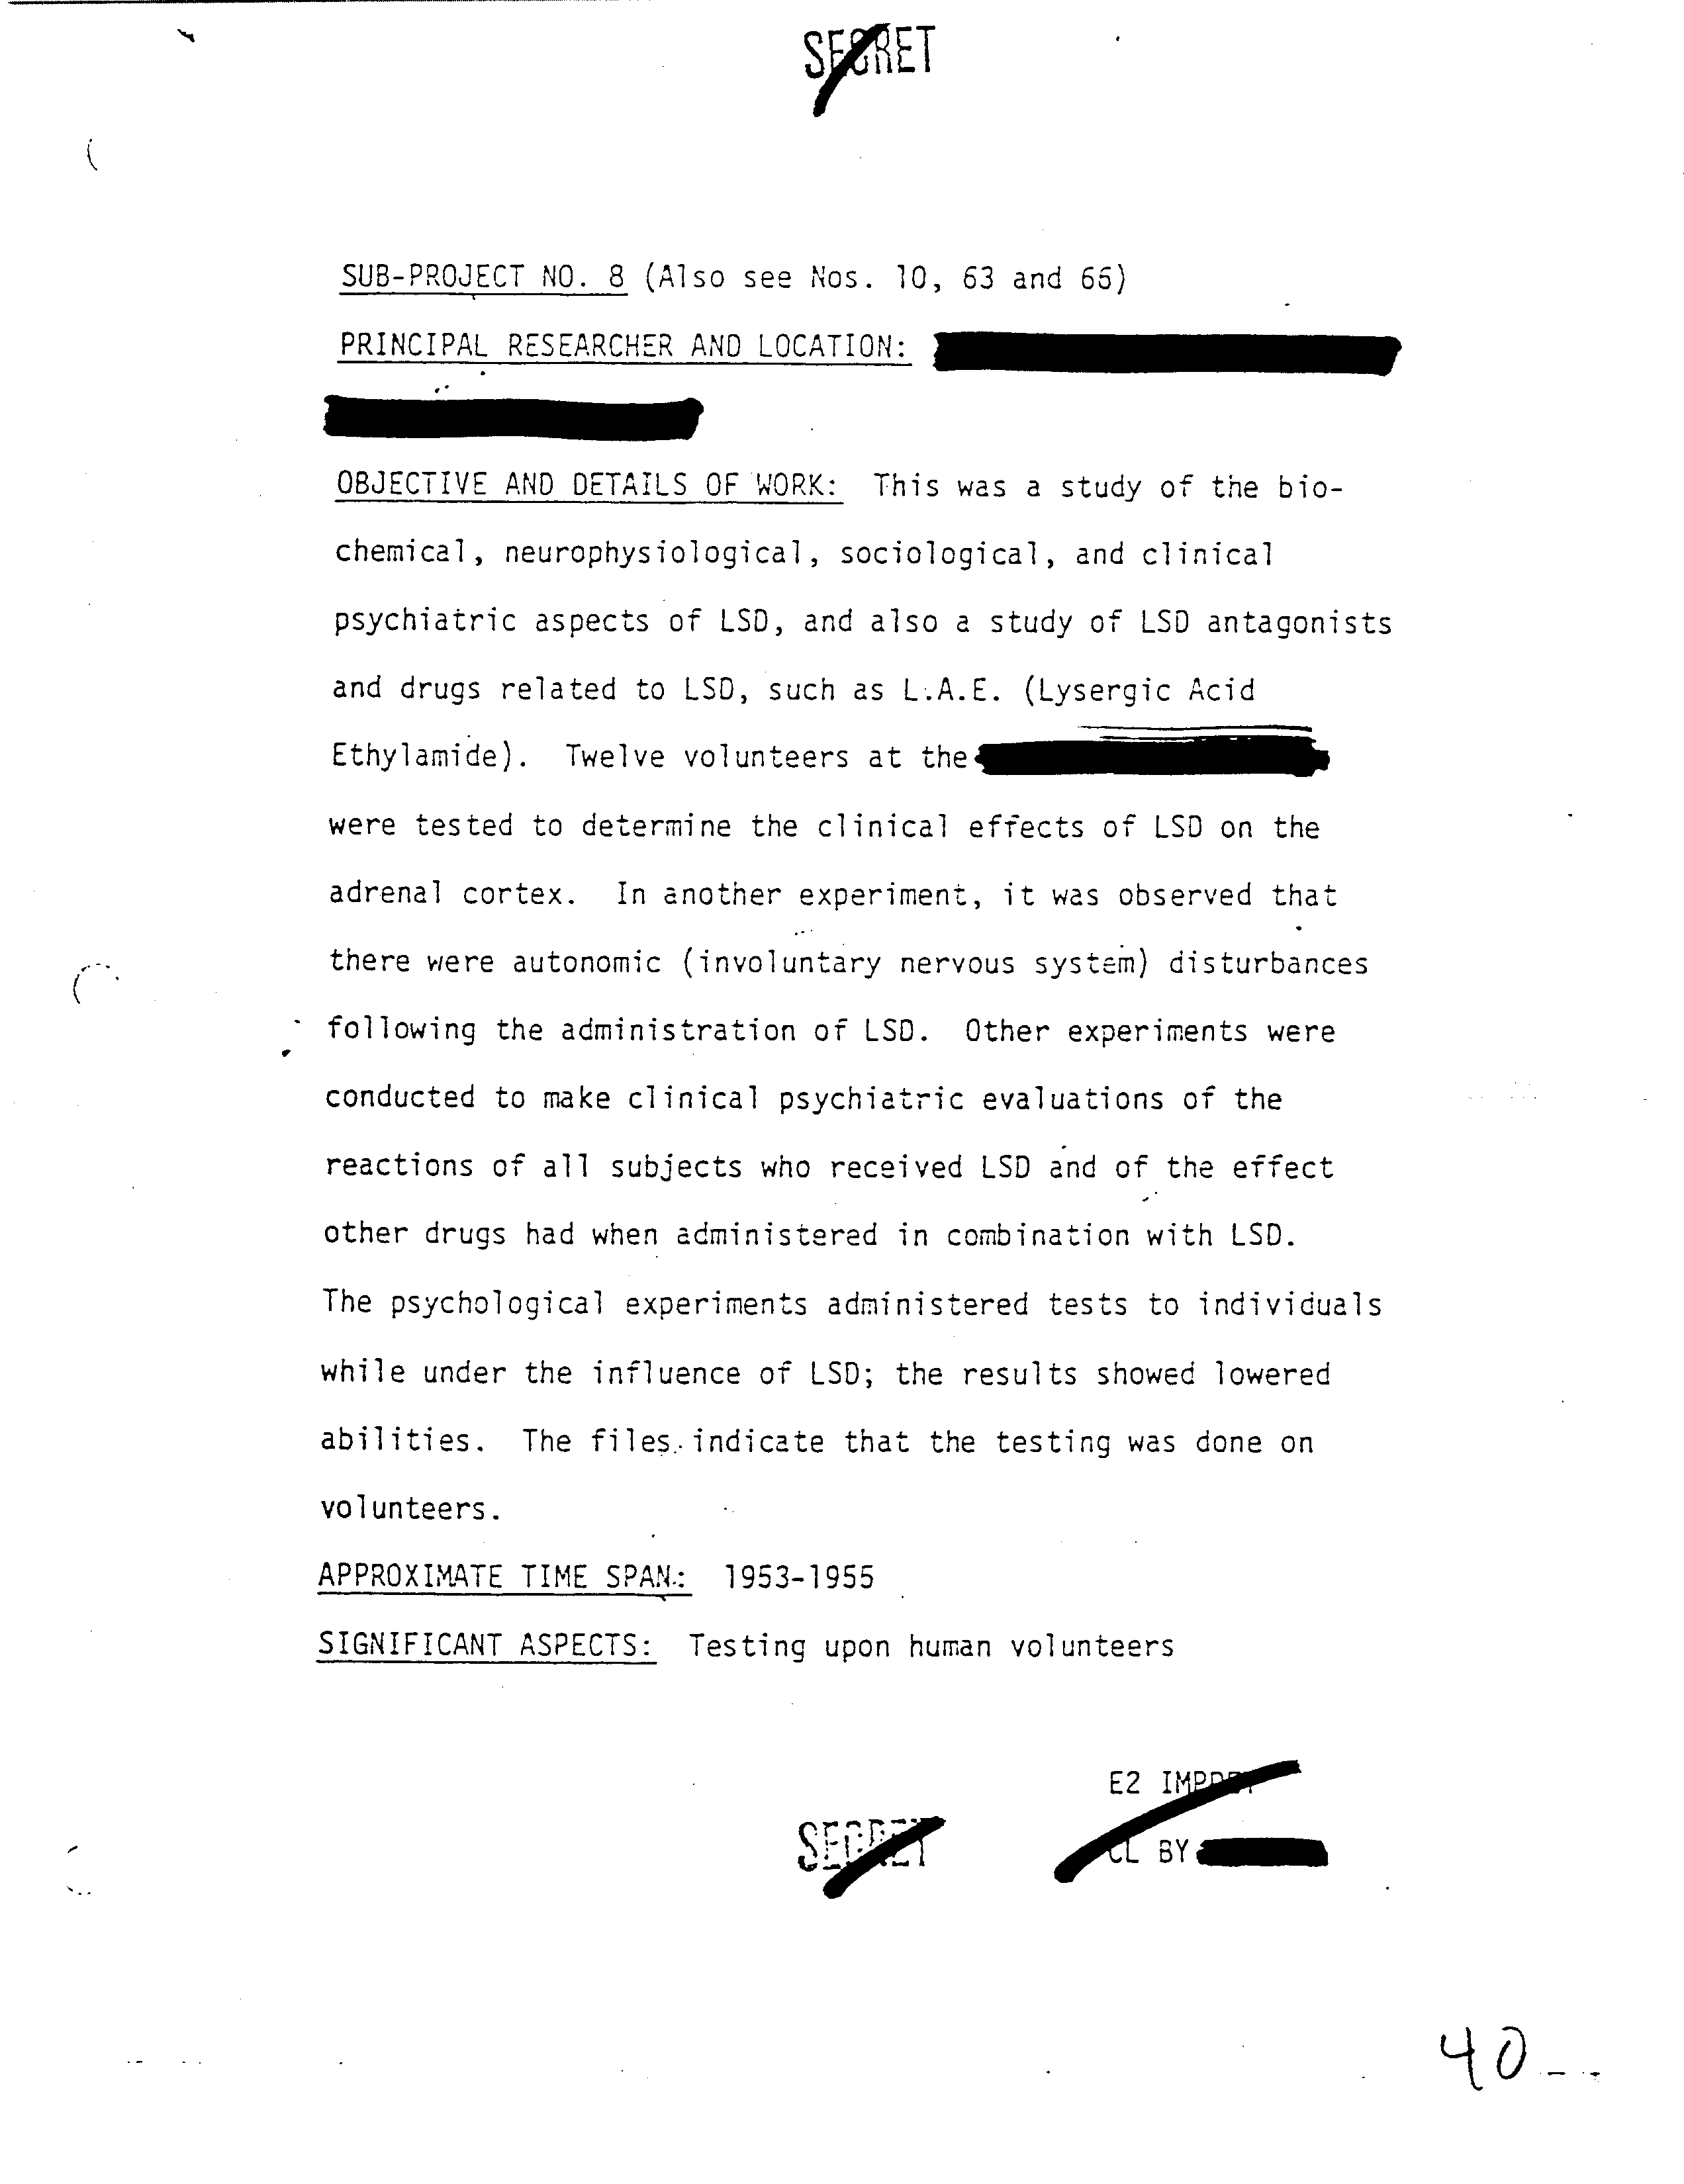 SECRET
SUB-PROJECT NO. 8 (Also see Nos. 10, 63 and 66)
PRINCIPAL RESEARCHER AND LOCATION:
OBJECTIVE AND DETAILS OF WORK: This was a study of the bio-
chemical, neurophysiological, sociological, and clinical
psychiatric aspects of LSD, and also a study of LSD antagonists
and drugs related to LSD, such as L.A.E. (Lysergic Acid
Ethylamide). Twelve volunteers at the
were tested to determine the clinical effects of LSD on the
adrenal cortex. In another experiment, it was observed that
there were autonomic (involuntary nervous system) disturbances
following the administration of LSD. Other experiments were
conducted to make clinical psychiatric evaluations of the
reactions of all subjects who received LSD and of the effect
other drugs had when administered in combination with LSD.
The psychological experiments administered tests to individuals
while under the influence of LSD; the results showed lowered
abilities. The files indicate that the testing was done on
volunteers.
APPROXIMATE TIME SPAN: 1953-1955
SIGNIFICANT ASPECTS: Testing upon human volunteers
E2 IMPDET
SECRET
CL BY
40